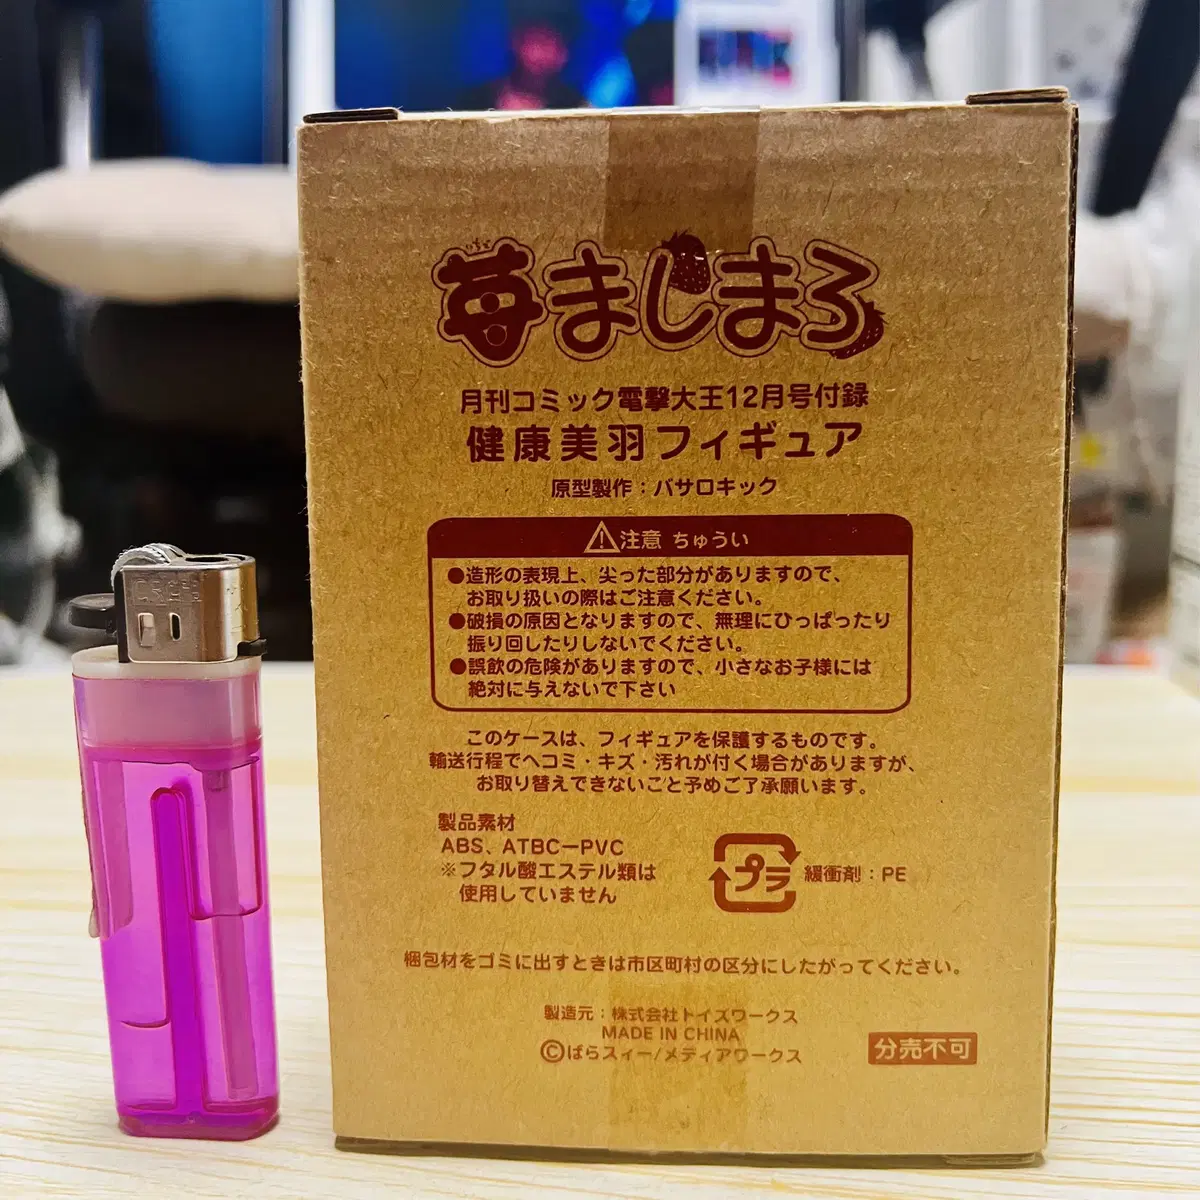 いちご
苺ましまろ
月刊コミック電撃大王12月号付録
健康美羽フィギュア
原型製作：バサロキック
注意 ちゅうい
●造形の表現上、尖った部分がありますので、
お取り扱いの際はご注意ください。
●破損の原因となりますので、無理にひっぱったり
振り回したりしないでください。
●誤飲の危険がありますので、小さなお子様には
絶対に与えないで下さい
このケースは、フィギュアを保護するものです。
輸送行程でヘコミ・キズ・汚れが付く場合がありますが、
お取り替えできないこと予めご了承願います。
製品素材
ABS、ATBC－PVC
※フタル酸エステル類は
使用していません
プラ
緩衝剤：PE
梱包材をゴミに出すときは市区町村の区分にしたがってください。
製造元：株式会社トイズワークス
MADE IN CHINA
©ばらスィー/メディアワークス
分売不可